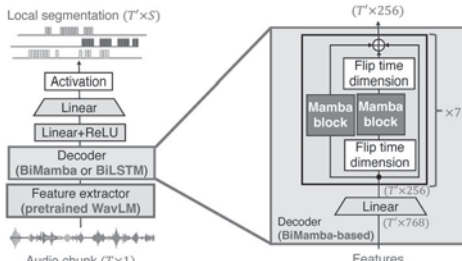 Local segmentation (T′×S)
Activation
Linear
Linear+ReLU
Decoder
(BiMamba or BiLSTM)
Feature extractor
(pretrained WavLM)
Audio chunk (T×1)
(T′×256)
Flip time
dimension
Mamba
block
Mamba
block
×7
Flip time
dimension
(T′×256)
Linear
(T′×768)
Decoder
(BiMamba-based)
Features